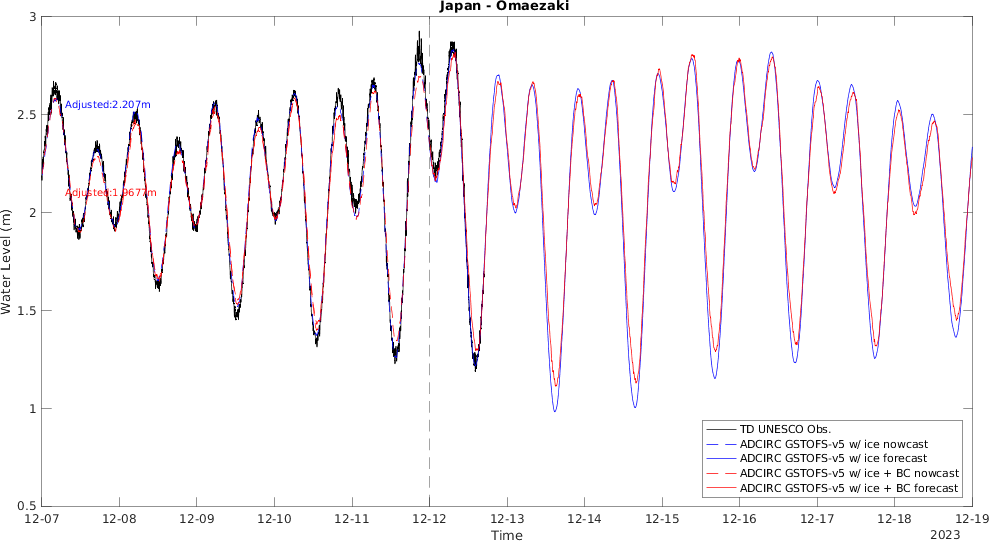 Japan - Omaezaki
3
2.5
2
1.5
1
0.5
Water Level (m)
Adjusted:2.207m
Adjusted:1.9677m
TD UNESCO Obs.
ADCIRC GSTOFS-v5 w/ ice nowcast
ADCIRC GSTOFS-v5 w/ ice forecast
ADCIRC GSTOFS-v5 w/ ice + BC nowcast
ADCIRC GSTOFS-v5 w/ ice + BC forecast
12-07 12-08 12-09 12-10 12-11 12-12 12-13 12-14 12-15 12-16 12-17 12-18 12-19
Time
2023